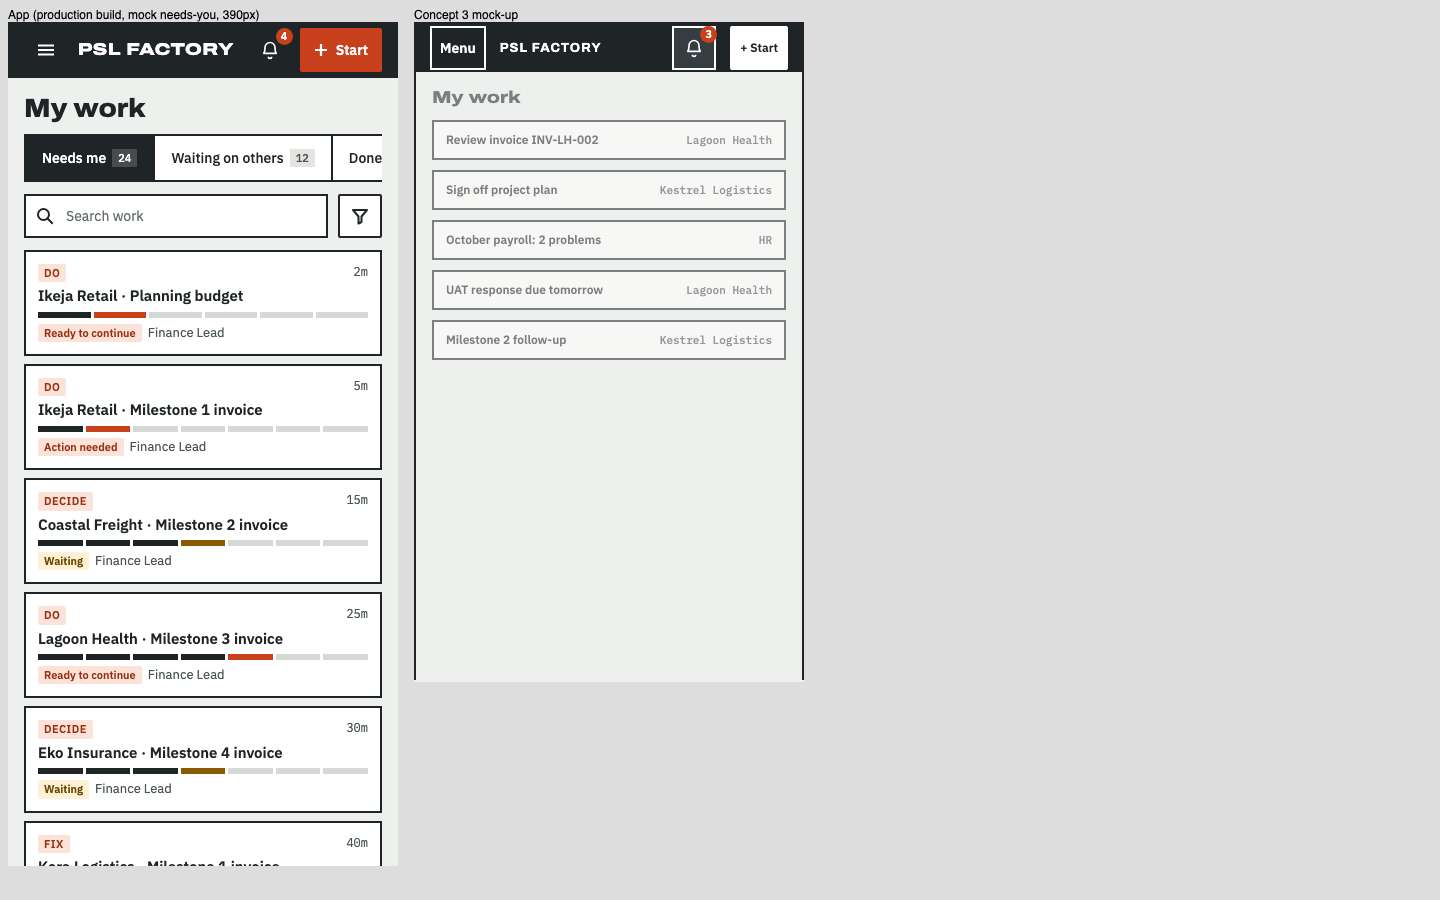 App (production build, mock needs-you, 390px)
PSL FACTORY
4
+ Start
My work
Needs me 24
Waiting on others 12
Done
Search work
DO 2m
Ikeja Retail · Planning budget
Ready to continue Finance Lead
DO 5m
Ikeja Retail · Milestone 1 invoice
Action needed Finance Lead
DECIDE 15m
Coastal Freight · Milestone 2 invoice
Waiting Finance Lead
DO 25m
Lagoon Health · Milestone 3 invoice
Ready to continue Finance Lead
DECIDE 30m
Eko Insurance · Milestone 4 invoice
Waiting Finance Lead
FIX 40m
Logistics · Milestone 1 invoice
Concept 3 mock-up
Menu
PSL FACTORY
3
+ Start
My work
Review invoice INV-LH-002 Lagoon Health
Sign off project plan Kestrel Logistics
October payroll: 2 problems HR
UAT response due tomorrow Lagoon Health
Milestone 2 follow-up Kestrel Logistics